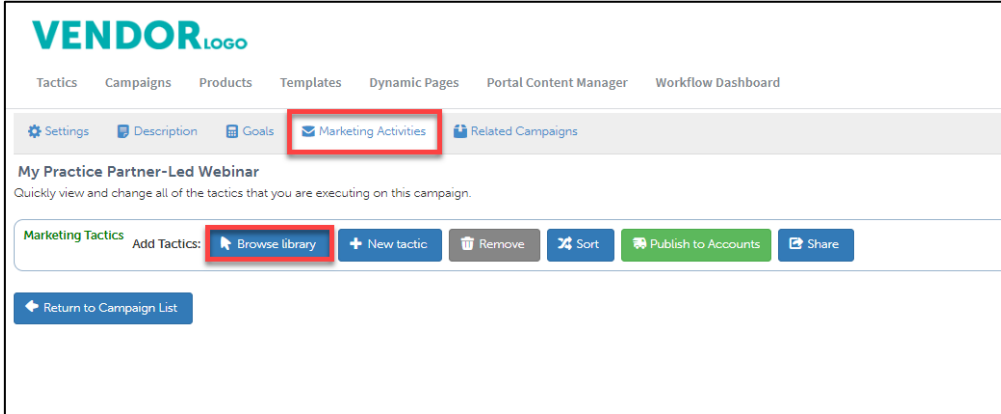 VENDOR LOGO
Tactics Campaigns Products Templates Dynamic Pages Portal Content Manager Workflow Dashboard
Settings Description Goals Marketing Activities Related Campaigns
My Practice Partner-Led Webinar
Quickly view and change all of the tactics that you are executing on this campaign.
Marketing Tactics Add Tactics: Browse library New tactic Remove Sort Publish to Accounts Share
Return to Campaign List